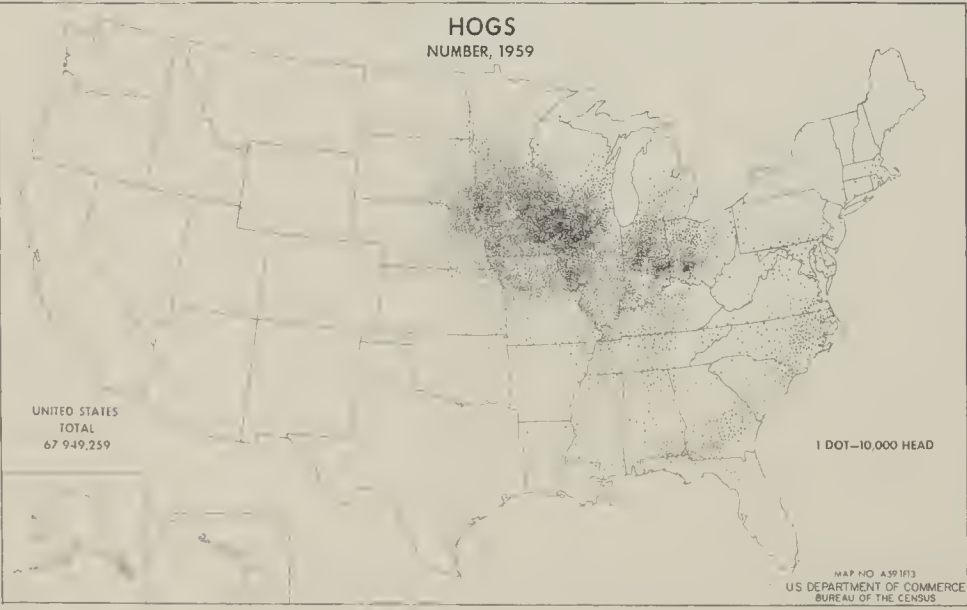 HOGS
NUMBER, 1959
UNITED STATES
TOTAL
67 949,259
1 DOT—10,000 HEAD
MAP NO A59 1F13
US DEPARTMENT OF COMMERCE
BUREAU OF THE CENSUS